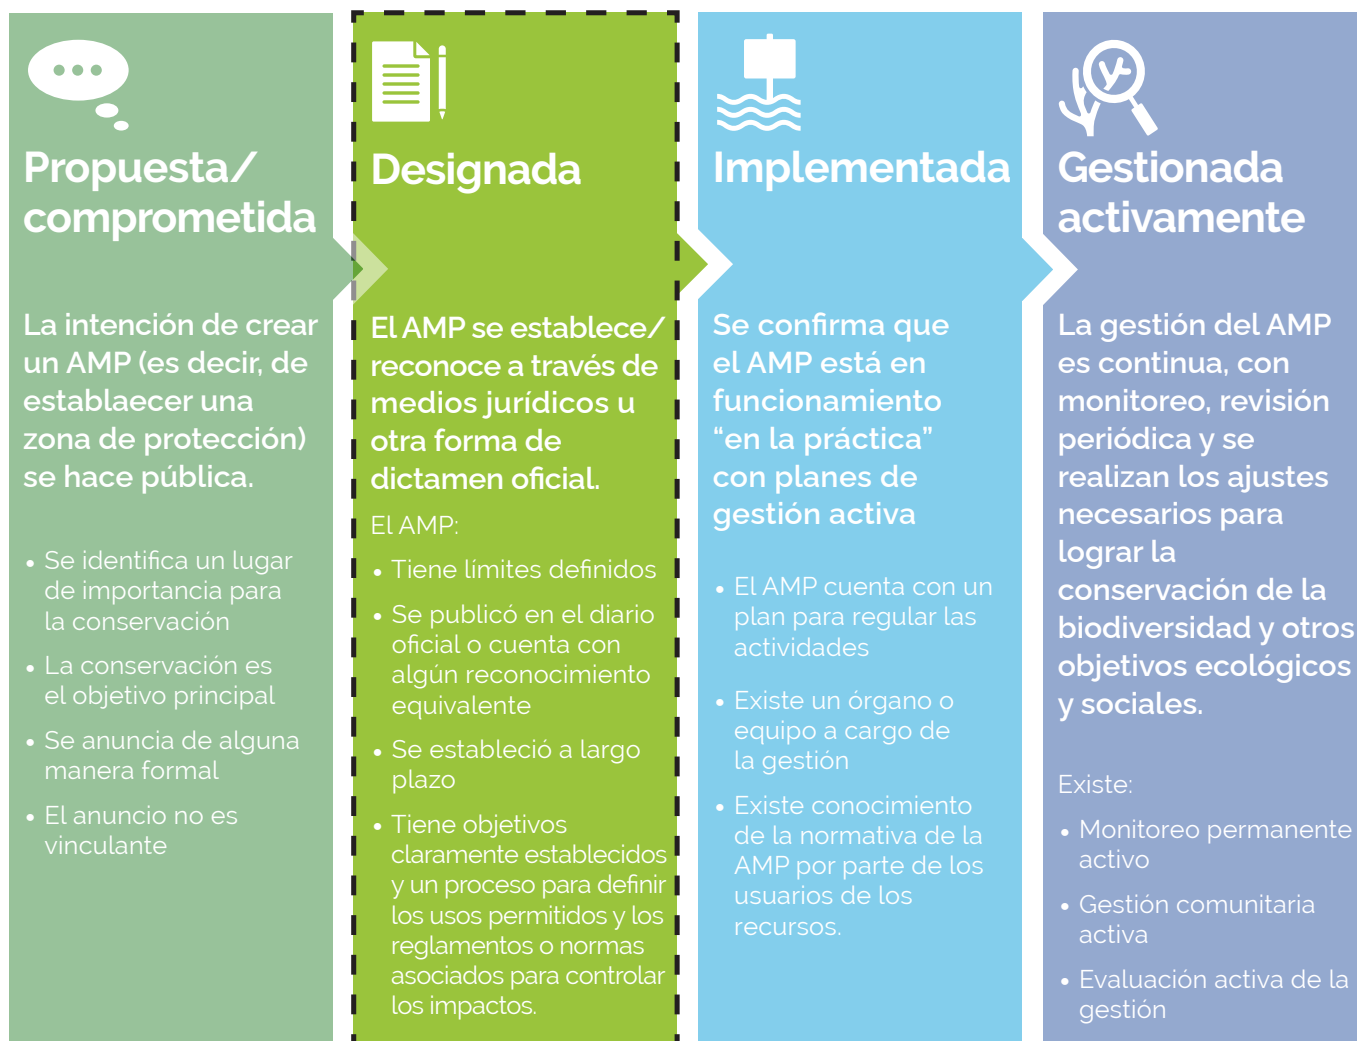 Propuesta/
comprometida
La intención de crear
un AMP (es decir, de
establaecer una
zona de protección)
se hace pública.
• Se identifica un lugar
de importancia para
la conservación
• La conservación es
el objetivo principal
• Se anuncia de alguna
manera formal
• El anuncio no es
vinculante
Designada
El AMP se establece/
reconoce a través de
medios jurídicos u
otra forma de
dictamen oficial.
El AMP:
• Tiene límites definidos
• Se publicó en el diario
oficial o cuenta con
algún reconocimiento
equivalente
• Se estableció a largo
plazo
• Tiene objetivos
claramente establecidos
y un proceso para definir
los usos permitidos y los
reglamentos o normas
asociados para controlar
los impactos.
Implementada
Se confirma que
el AMP está en
funcionamiento
“en la práctica”
con planes de
gestión activa
• El AMP cuenta con un
plan para regular las
actividades
• Existe un órgano o
equipo a cargo de
la gestión
• Existe conocimiento
de la normativa de la
AMP por parte de los
usuarios de los
recursos.
Gestionada
activamente
La gestión del AMP
es continua, con
monitoreo, revisión
periódica y se
realizan los ajustes
necesarios para
lograr la
conservación de la
biodiversidad y otros
objetivos ecológicos
y sociales.
Existe:
• Monitoreo permanente
activo
• Gestión comunitaria
activa
• Evaluación activa de la
gestión